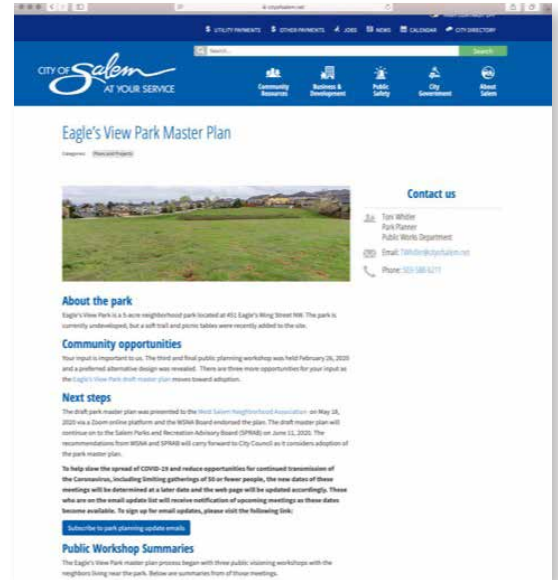 cityofsalem.net
$ UTILITY PAYMENTS $ OTHER PAYMENTS JOBS NEWS CALENDAR CITY DIRECTORY
Search...
Search
CITY OF Salem
AT YOUR SERVICE
Community Resources
Business & Development
Public Safety
City Government
About Salem
Eagle's View Park Master Plan
Categories: Plans and Projects
Contact us
Toni Whitler
Park Planner
Public Works Department
Email: TWhitler@cityofsalem.net
Phone: 503-588-6211
About the park
Eagle's View Park is a 5-acre neighborhood park located at 451 Eagle's Wing Street NW. The park is
currently undeveloped, but a soft trail and picnic tables were recently added to the site.
Community opportunities
Your input is important to us. The third and final public planning workshop was held February 26, 2020
and a preferred alternative design was revealed. There are three more opportunities for your input as
the Eagle's View Park draft master plan moves toward adoption.
Next steps
The draft park master plan was presented to the West Salem Neighborhood Association on May 18,
2020 via a Zoom online platform and the WSNA Board endorsed the plan. The draft master plan will
continue on to the Salem Parks and Recreation Advisory Board (SPRAB) on June 11, 2020. The
recommendations from WSNA and SPRAB will carry forward to City Council as it considers adoption of
the park master plan.
To help slow the spread of COVID-19 and reduce opportunities for continued transmission of
the Coronavirus, including limiting gatherings of 50 or fewer people, the new dates of these
meetings will be determined at a later date and the web page will be updated accordingly. Those
who are on the email update list will receive notification of upcoming meetings as these dates
become available. To sign up for email updates, please visit the following link:
Subscribe to park planning update emails
Public Workshop Summaries
The Eagle's View Park master plan process began with three public visioning workshops with the
neighbors living near the park. Below are summaries from of those meetings.